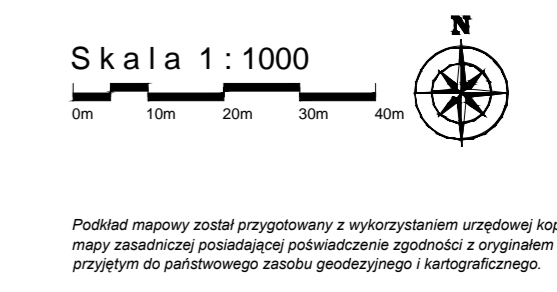 N
Skala 1 : 1000
0m 10m 20m 30m 40m
Podkład mapowy został przygotowany z wykorzystaniem urzędowej
mapy zasadniczej posiadającej poświadczenie zgodności z oryginałem
przyjętym do państwowego zasobu geodezyjnego i kartograficznego.